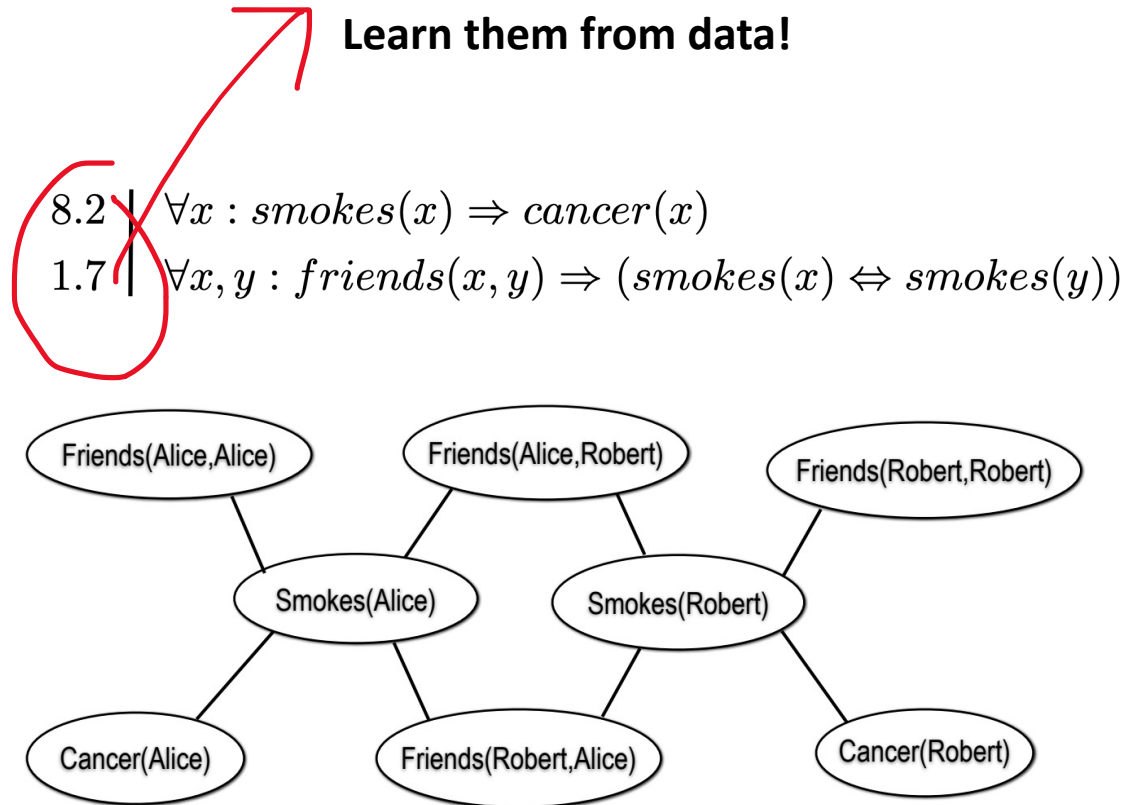 Learn them from data!
8.2 | ∀x : smokes(x) ⇒ cancer(x)
1.7 | ∀x, y : friends(x, y) ⇒ (smokes(x) ⇔ smokes(y))
Friends(Alice,Alice) Friends(Alice,Robert) Friends(Robert,Robert)
Smokes(Alice) Smokes(Robert)
Cancer(Alice) Friends(Robert,Alice) Cancer(Robert)